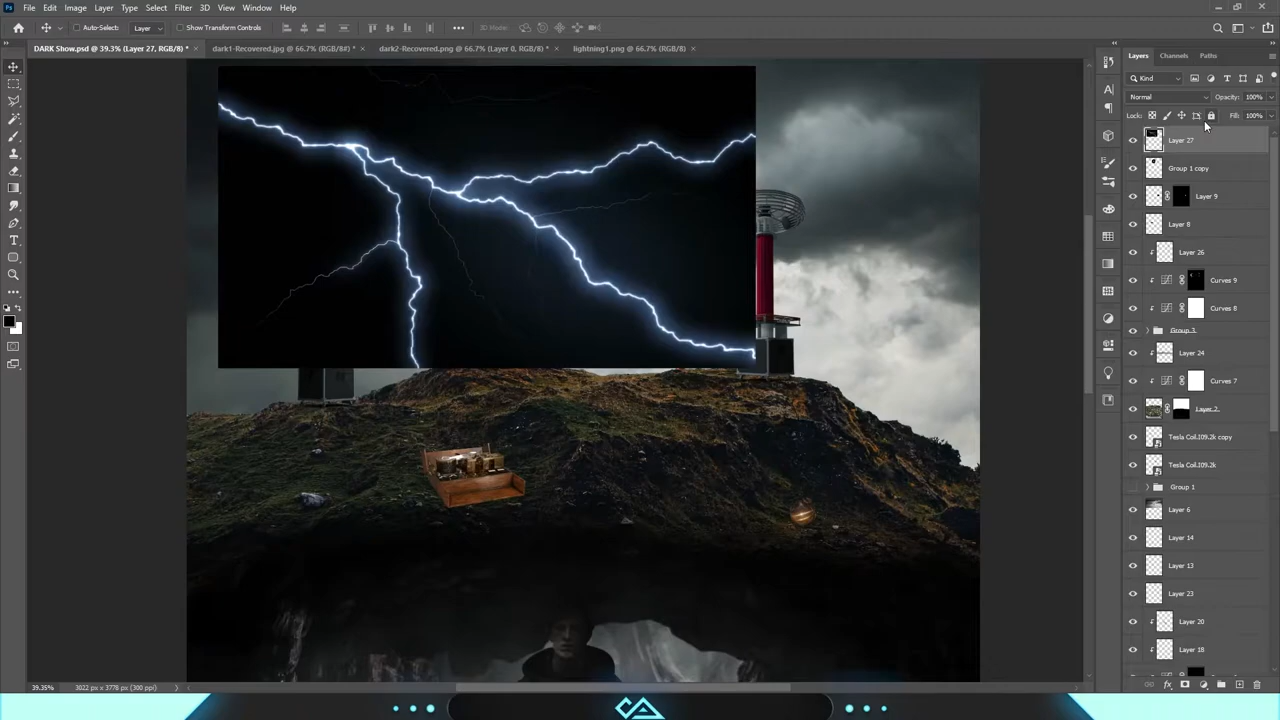 Ps File Edit Image Layer Type Select Filter 3D View Window Help
Auto-Select: Layer Show Transform Controls 3D Mode:
DARK Show.psd @ 39.3% (Layer 27, RGB/8) * × dark1-Recovered.jpg @ 66.7% (RGB/8#) * × dark2-Recovered.png @ 66.7% (Layer 0, RGB/8) * × lightning1.png @ 66.7% (RGB/8) ×
Layers Channels Paths
Kind
Normal Opacity: 100%
Lock: Fill: 100%
Layer 27
Group 1 copy
Layer 9
Layer 8
Layer 26
Curves 9
Curves 8
Group 3
Layer 24
Curves 7
Layer 2
Tesla Coil.I09.2k copy
Tesla Coil.I09.2k
Group 1
Layer 6
Layer 14
Layer 13
Layer 23
Layer 20
Layer 18
39.35% 3022 px x 3778 px (300 ppi)